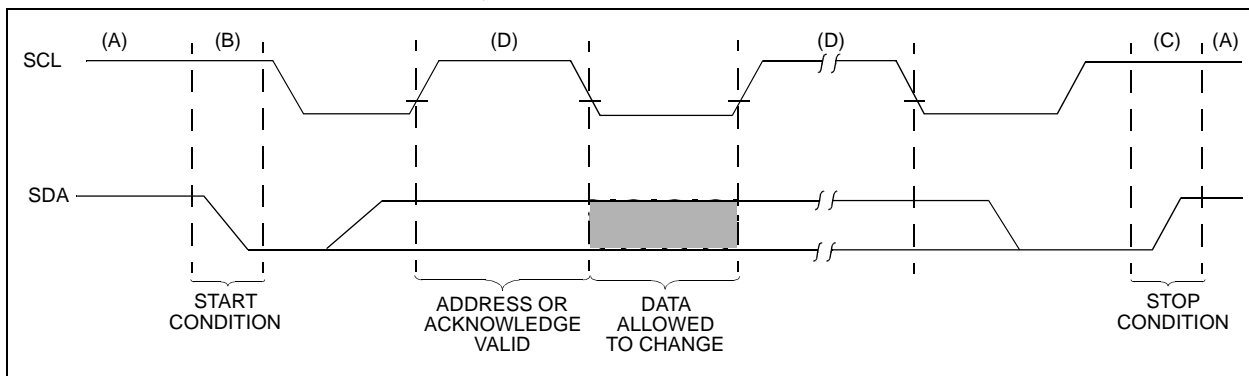 (A) (B) (D) (D) (C) (A)
SCL
SDA
START
CONDITION
ADDRESS OR
ACKNOWLEDGE
VALID
DATA
ALLOWED
TO CHANGE
STOP
CONDITION